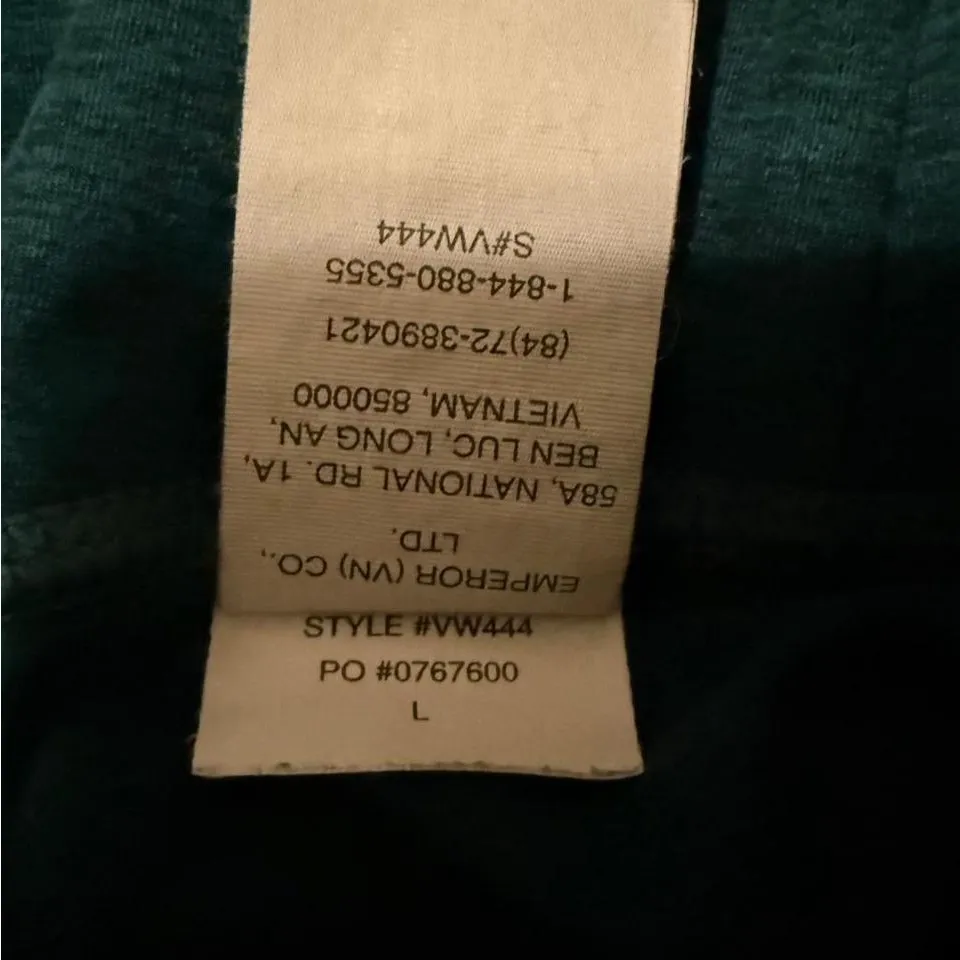 EMPEROR (VN) CO.,
LTD.
58A, NATIONAL RD. 1A,
BEN LUC, LONG AN,
VIETNAM, 850000
(84)72-3890421
1-844-880-5355
S#VW444
STYLE #VW444
PO #0767600
L